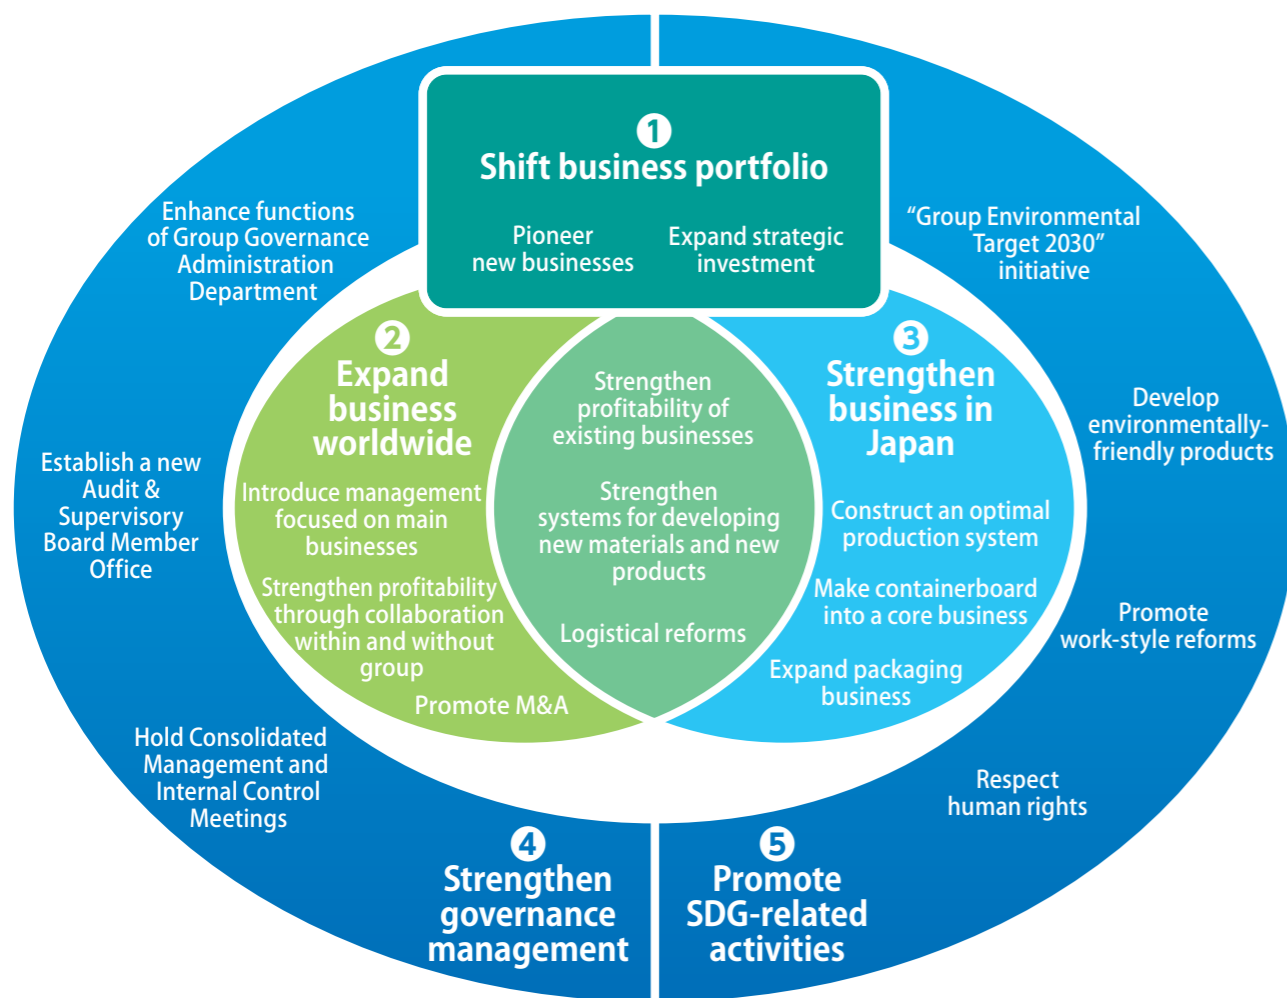 1
Shift business portfolio
Pioneer
new businesses
Expand strategic
investment
2
Expand
business
worldwide
Introduce management
focused on main
businesses
Strengthen profitability
through collaboration
within and without
group
Promote M&A
Strengthen
profitability of
existing businesses
Strengthen
systems for developing
new materials and new
products
Logistical reforms
3
Strengthen
business in
Japan
Construct an optimal
production system
Make containerboard
into a core business
Expand packaging
business
Enhance functions
of Group Governance
Administration
Department
Establish a new
Audit &
Supervisory
Board Member
Office
Hold Consolidated
Management and
Internal Control
Meetings
4
Strengthen
governance
management
“Group Environmental
Target 2030”
initiative
Develop
environmentally-
friendly products
Promote
work-style reforms
Respect
human rights
5
Promote
SDG-related
activities